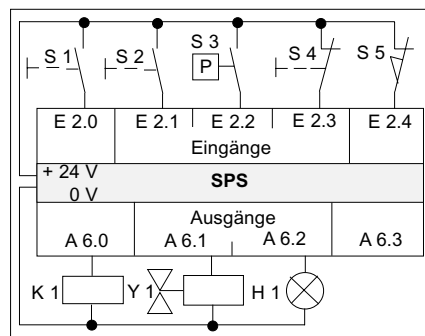 S 1 S 2 S 3 S 4 S 5
P
E 2.0 E 2.1 E 2.2 E 2.3 E 2.4
Eingänge
+ 24 V SPS
0 V
Ausgänge
A 6.0 A 6.1 A 6.2 A 6.3
K 1 Y 1 H 1